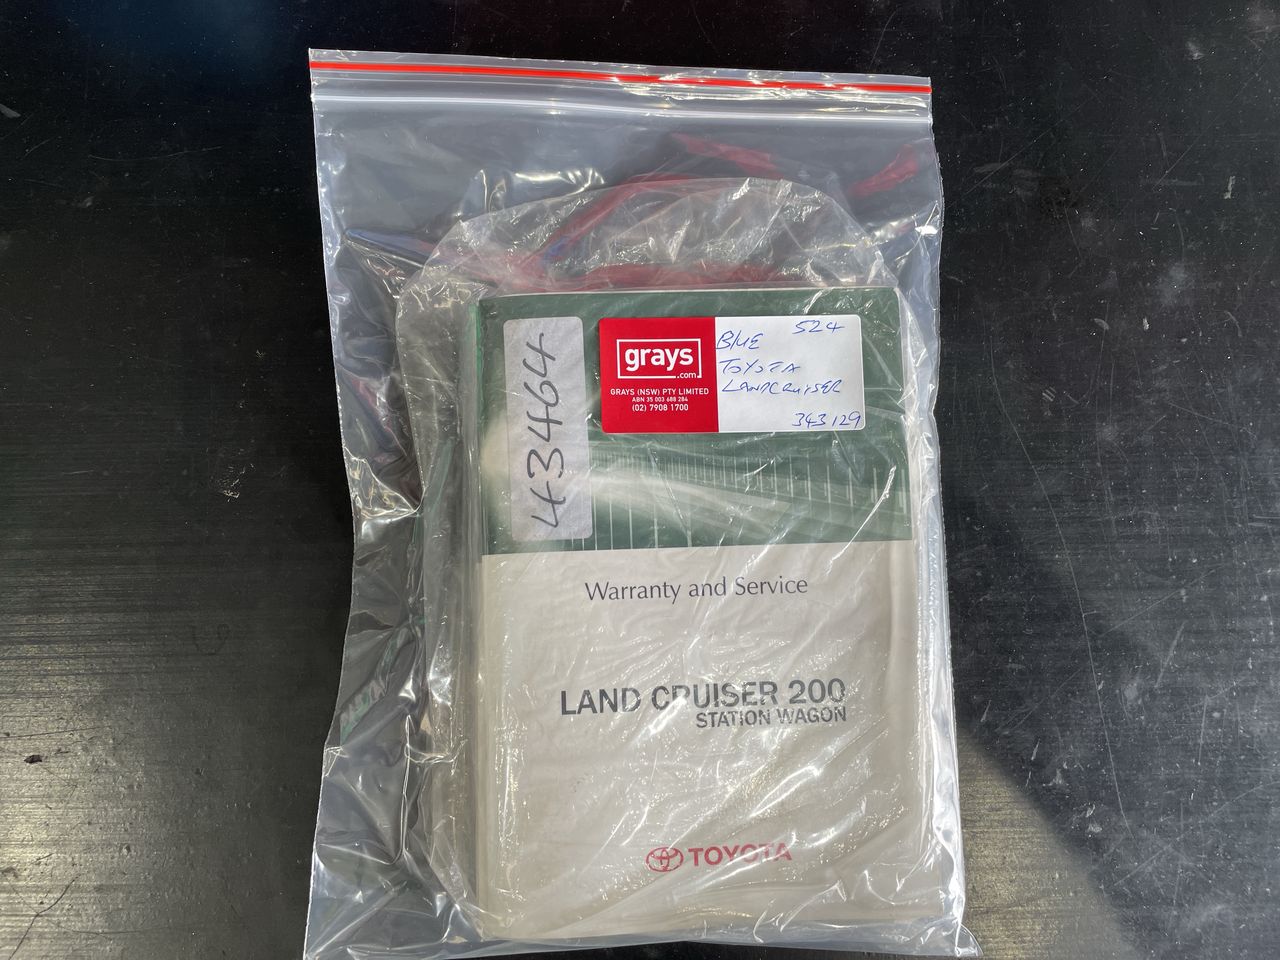 43464
grays
.com
GRAYS (NSW) PTY LIMITED
ABN 35 003 688 284
(02) 7908 1700
BlUE 524
TOYOTA
LANDCRUISER
343129
Warranty and Service
LAND CRUISER 200
STATION WAGON
TOYOTA